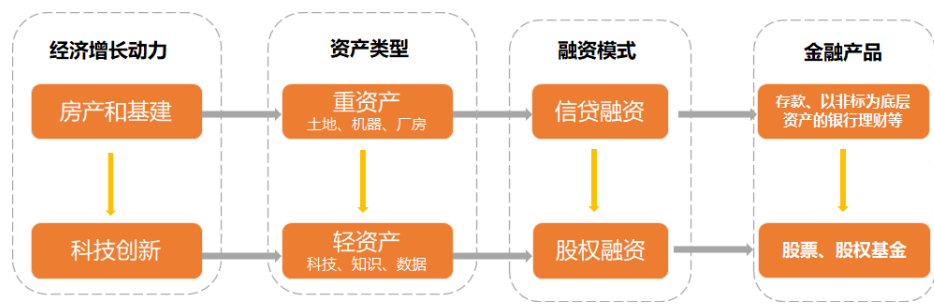 经济增长动力
资产类型
融资模式
金融产品
房产和基建
重资产
土地、机器、厂房
信贷融资
存款、以非标为底层
资产的银行理财等
科技创新
轻资产
科技、知识、数据
股权融资
股票、股权基金